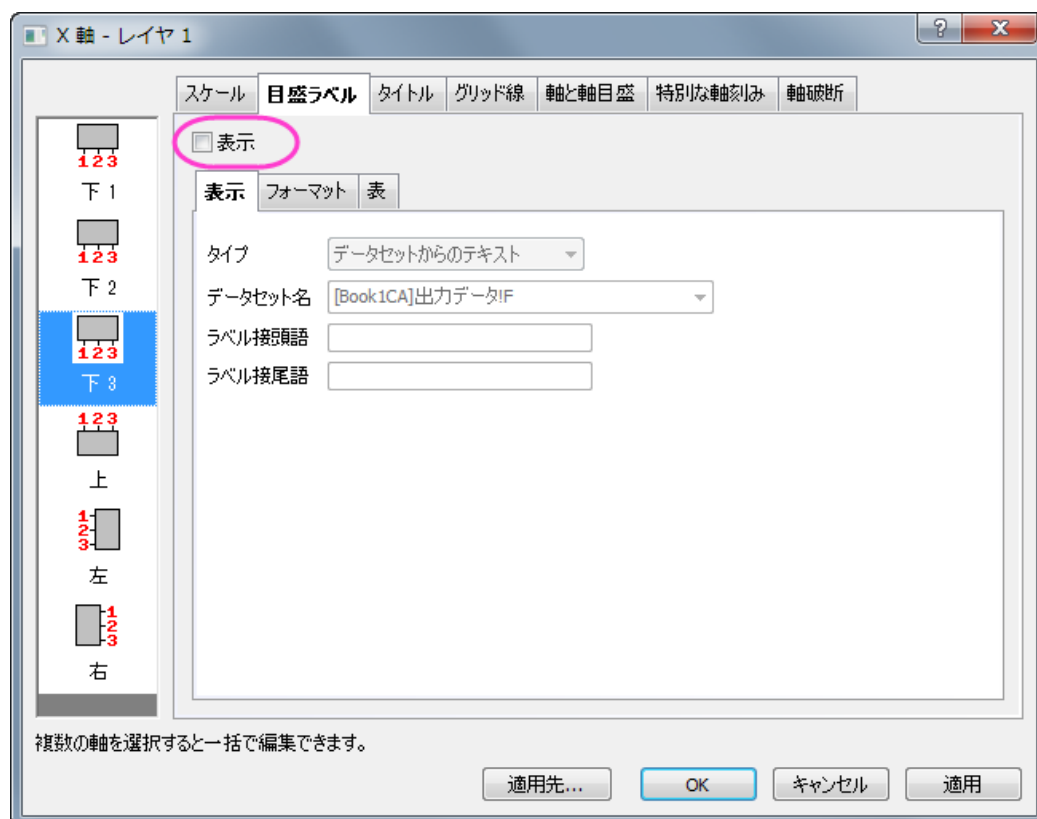 X 軸 - レイヤ 1
スケール 目盛ラベル タイトル グリッド線 軸と軸目盛 特別な軸刻み 軸破断
123
下 1
123
下 2
123
下 3
123
上
1
2
3
左
1
2
3
右
表示
表示 フォーマット 表
タイプ データセットからのテキスト
データセット名 [Book1CA]出力データ!F
ラベル接頭語
ラベル接尾語
複数の軸を選択すると一括で編集できます。
適用先... OK キャンセル 適用